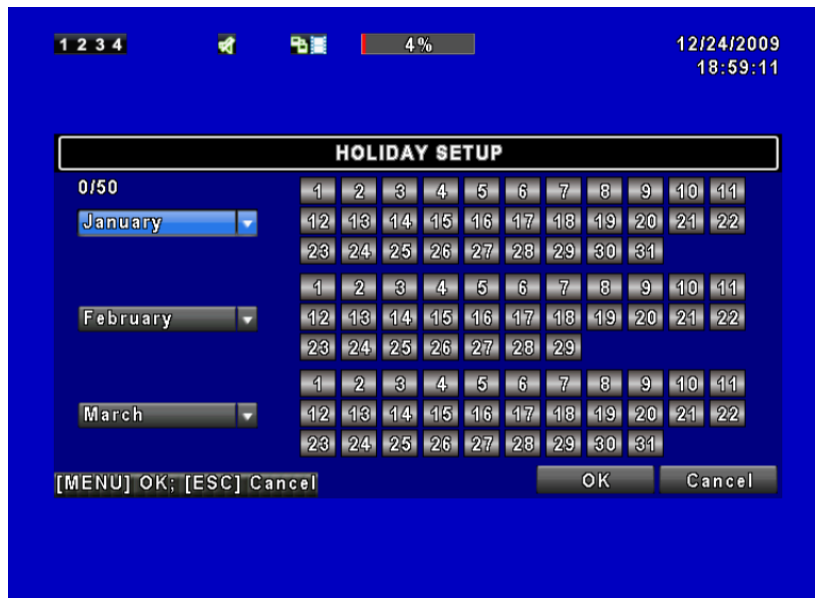 1 2 3 4 4% 12/24/2009
18:59:11
HOLIDAY SETUP
0/50 1 2 3 4 5 6 7 8 9 10 11
January 12 13 14 15 16 17 18 19 20 21 22
23 24 25 26 27 28 29 30 31
1 2 3 4 5 6 7 8 9 10 11
February 12 13 14 15 16 17 18 19 20 21 22
23 24 25 26 27 28 29
1 2 3 4 5 6 7 8 9 10 11
March 12 13 14 15 16 17 18 19 20 21 22
23 24 25 26 27 28 29 30 31
[MENU] OK; [ESC] Cancel OK Cancel